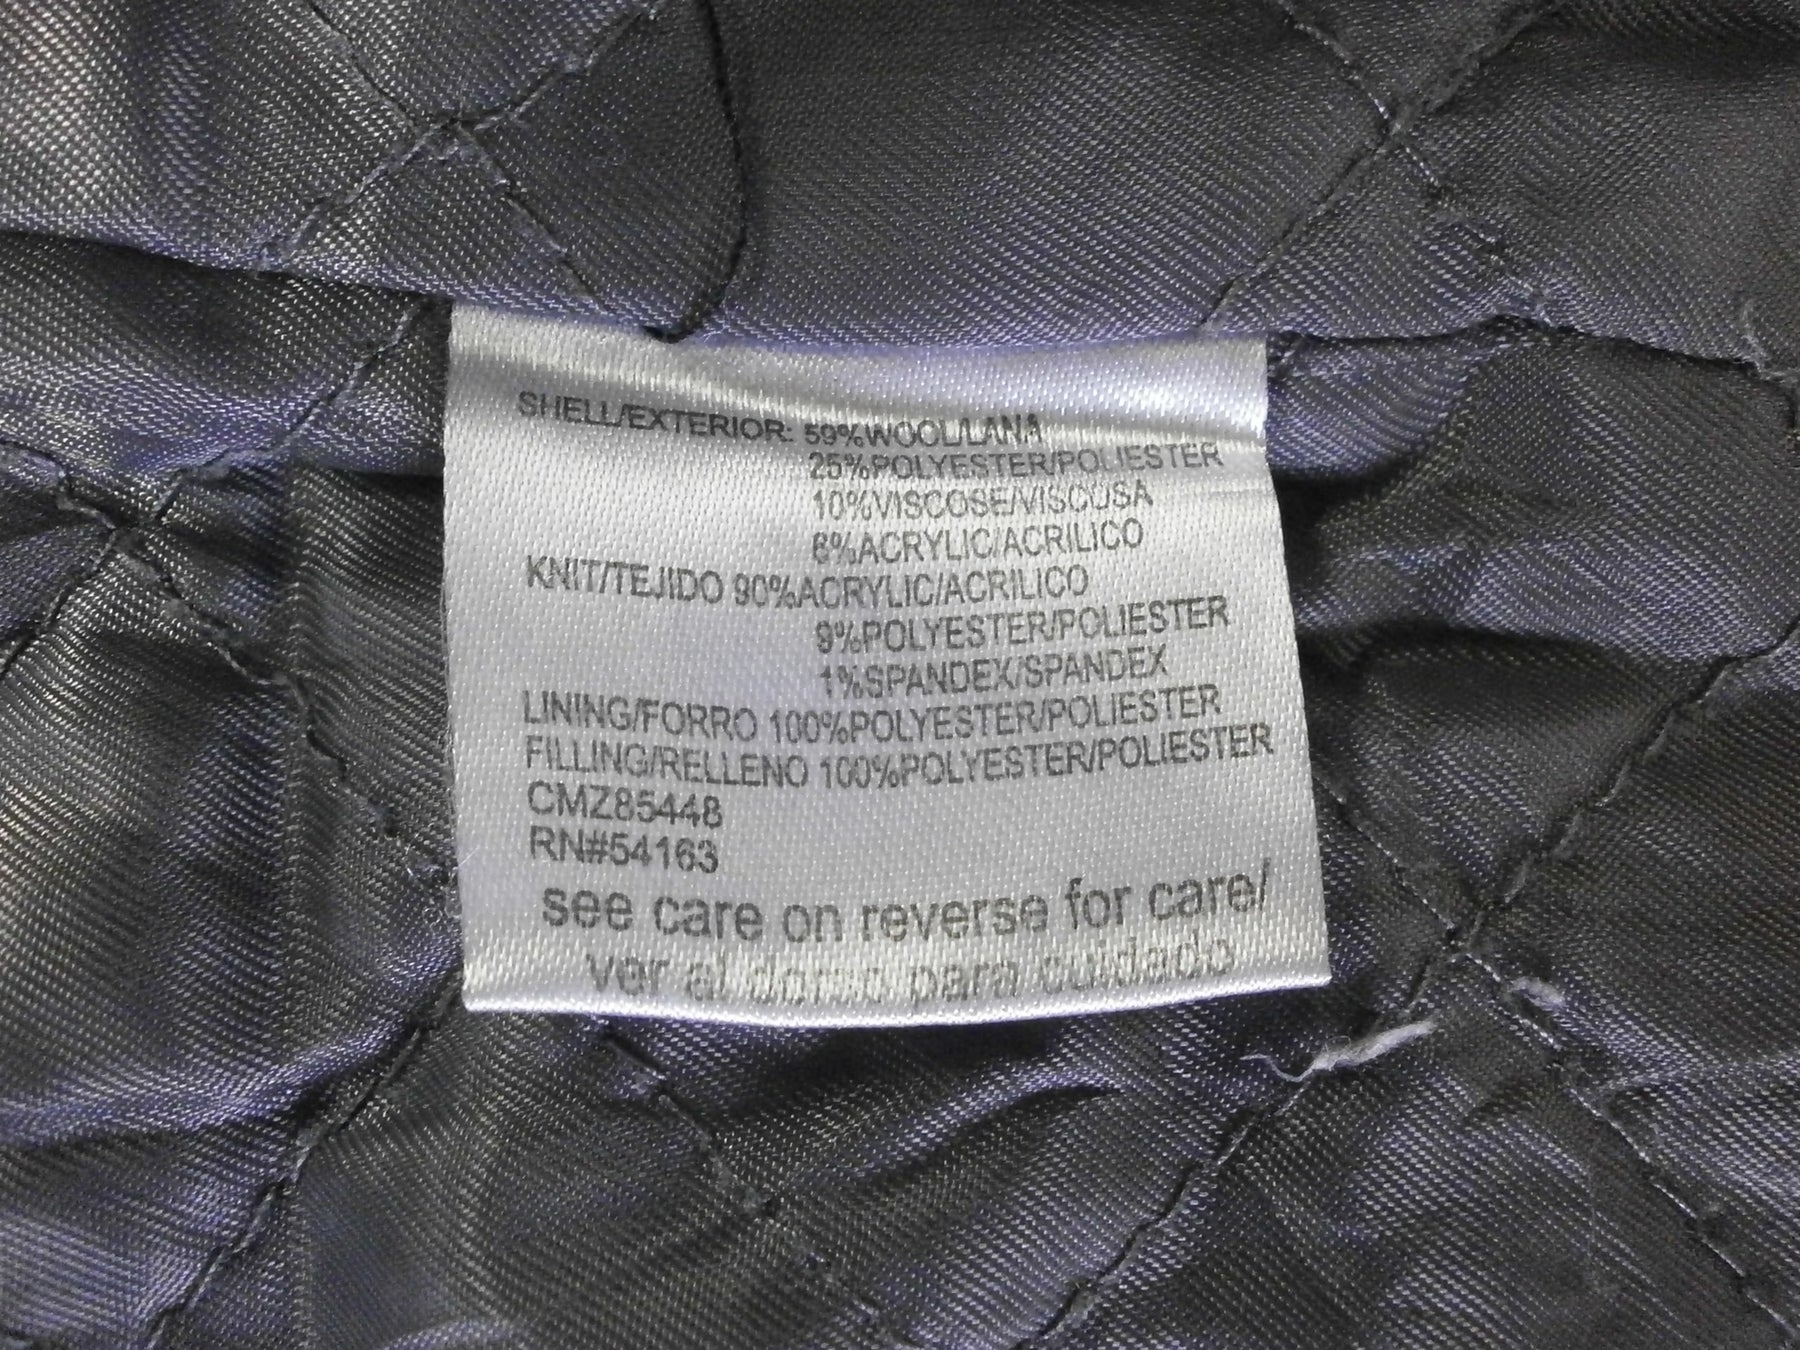 SHELL/EXTERIOR: 59%WOOL/LANA
25%POLYESTER/POLIESTER
10%VISCOSE/VISCOSA
6%ACRYLIC/ACRILICO
KNIT/TEJIDO 90%ACRYLIC/ACRILICO
9%POLYESTER/POLIESTER
1%SPANDEX/SPANDEX
LINING/FORRO 100%POLYESTER/POLIESTER
FILLING/RELLENO 100%POLYESTER/POLIESTER
CMZ85448
RN#54163
see care on reverse for care/
ver al dorso para cuidado